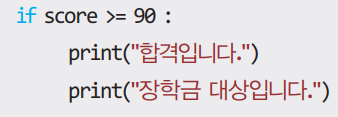 if score >= 90 :
    print("합격입니다.")
    print("장학금 대상입니다.")